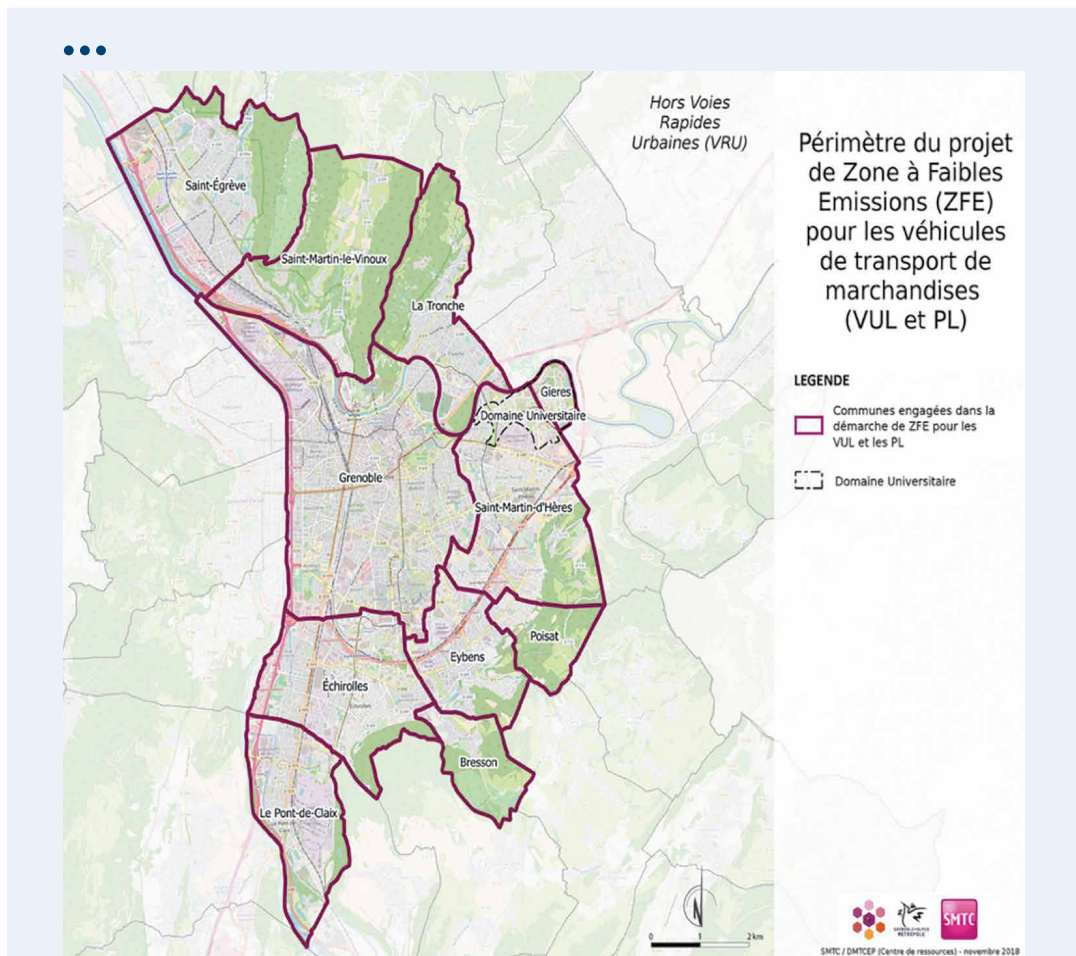 Hors Voies
Rapides
Urbaines (VRU)
Périmètre du projet
de Zone à Faibles
Emissions (ZFE)
pour les véhicules
de transport de
marchandises
(VUL et PL)
LEGENDE
Communes engagées dans la
démarche de ZFE pour les
VUL et les PL
Domaine Universitaire
Saint-Égrève
Saint-Martin-le-Vinoux
La Tronche
Gieres
Domaine Universitaire
Grenoble
Saint-Martin-d'Hères
Poisat
Eybens
Échirolles
Bresson
Le Pont-de-Claix
N
0 1 2 km
SMTC
SMTC / DMTCEP (Centre de ressources) - novembre 2018